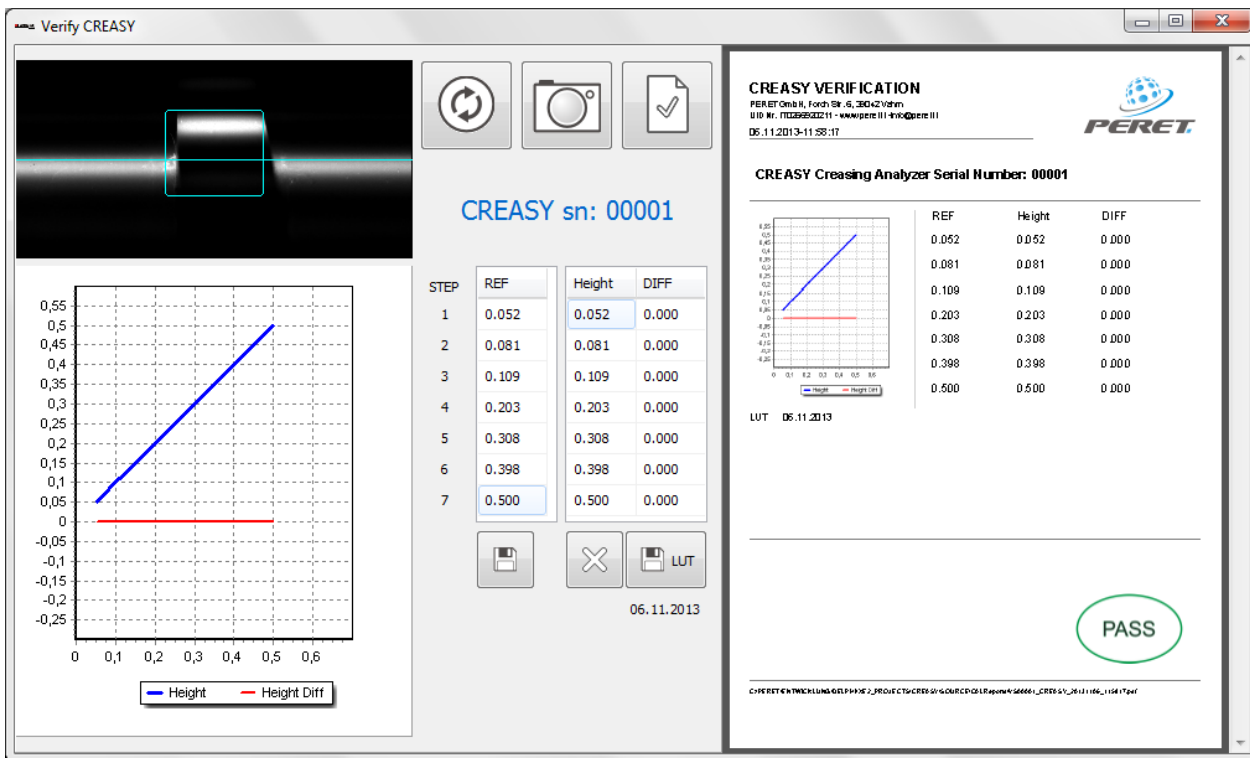 Verify CREASY
CREASY sn: 00001
STEP REF Height DIFF
1 0.052 0.052 0.000
2 0.081 0.081 0.000
3 0.109 0.109 0.000
4 0.203 0.203 0.000
5 0.308 0.308 0.000
6 0.398 0.398 0.000
7 0.500 0.500 0.000
LUT
06.11.2013
0,55
0,5
0,45
0,4
0,35
0,3
0,25
0,2
0,15
0,1
0,05
0
-0,05
-0,1
-0,15
-0,2
-0,25
0 0,1 0,2 0,3 0,4 0,5 0,6
Height Height Diff
CREASY VERIFICATION
PERET GmbH, Forch Str. 6,
06.11.2013-11:58:17
PERET
CREASY Creasing Analyzer Serial Number: 00001
REF Height DIFF
0.052 0.052 0.000
0.081 0.081 0.000
0.109 0.109 0.000
0.203 0.203 0.000
0.308 0.308 0.000
0.398 0.398 0.000
0.500 0.500 0.000
Height Height Diff
LUT 06.11.2013
PASS